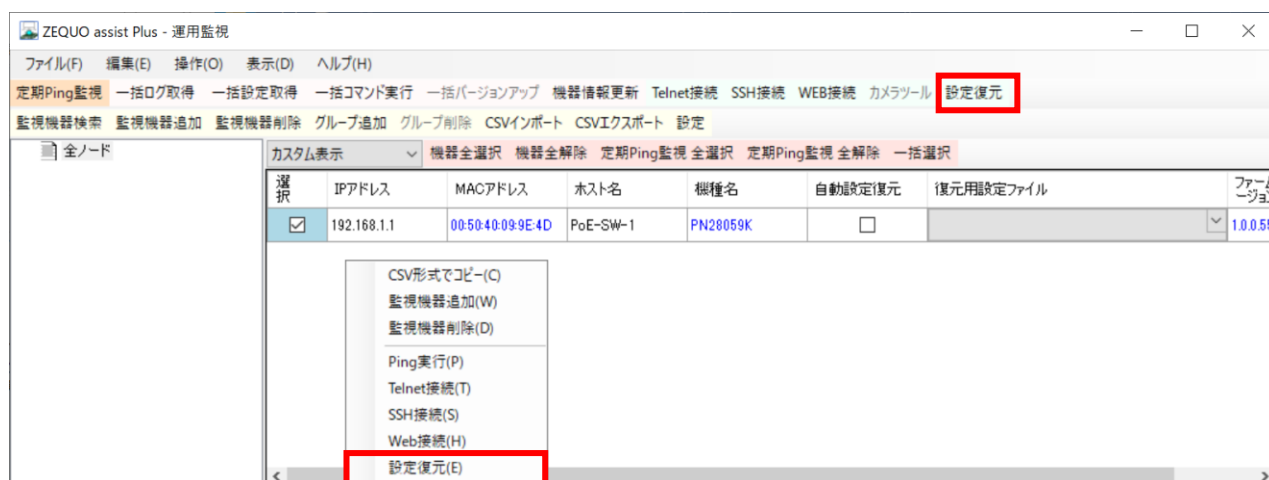 ZEQUO assist Plus - 運用監視
ファイル(F) 編集(E) 操作(O) 表示(D) ヘルプ(H)
定期Ping監視 一括ログ取得 一括設定取得 一括コマンド実行 一括バージョンアップ 機器情報更新 Telnet接続 SSH接続 WEB接続 カメラツール 設定復元
監視機器検索 監視機器追加 監視機器削除 グループ追加 グループ削除 CSVインポート CSVエクスポート 設定
全ノード
カスタム表示 機器全選択 機器全解除 定期Ping監視 全選択 定期Ping監視 全解除 一括選択
選択 IPアドレス MACアドレス ホスト名 機種名 自動設定復元 復元用設定ファイル
192.168.1.1 00:50:40:09:9E:4D PoE-SW-1 PN28059K
CSV形式でコピー(C)
監視機器追加(W)
監視機器削除(D)
Ping実行(P)
Telnet接続(T)
SSH接続(S)
Web接続(H)
設定復元(E)